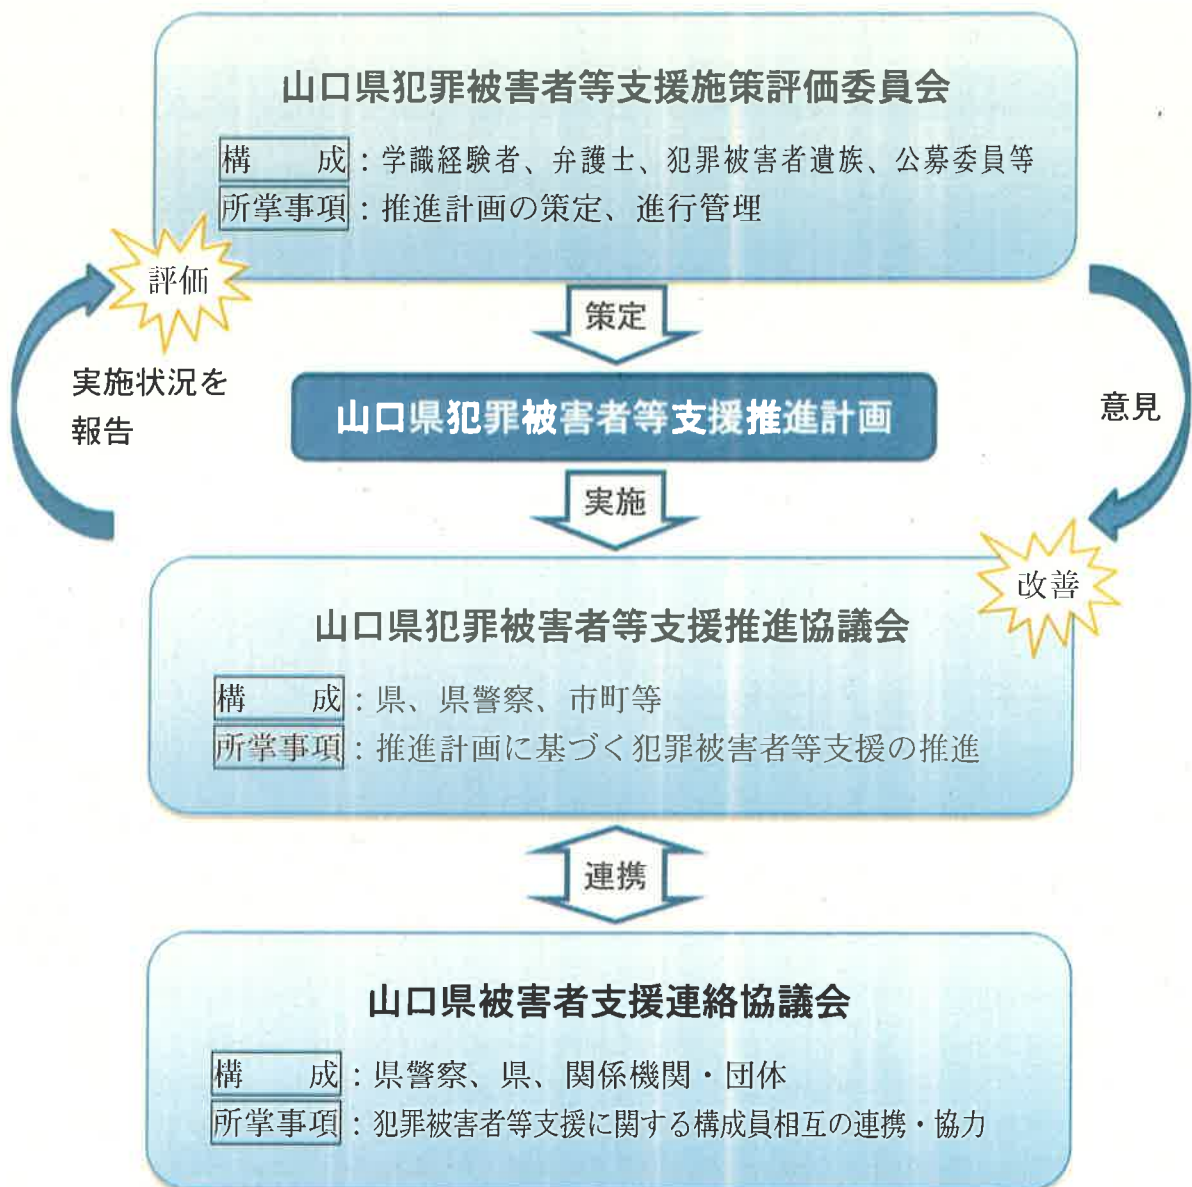 山口県犯罪被害者等支援施策評価委員会
構　　成：学識経験者、弁護士、犯罪被害者遺族、公募委員等
所掌事項：推進計画の策定、進行管理
評価
策定
実施状況を
報告
山口県犯罪被害者等支援推進計画
意見
実施
改善
山口県犯罪被害者等支援推進協議会
構　　成：県、県警察、市町等
所掌事項：推進計画に基づく犯罪被害者等支援の推進
連携
山口県被害者支援連絡協議会
構　　成：県警察、県、関係機関・団体
所掌事項：犯罪被害者等支援に関する構成員相互の連携・協力